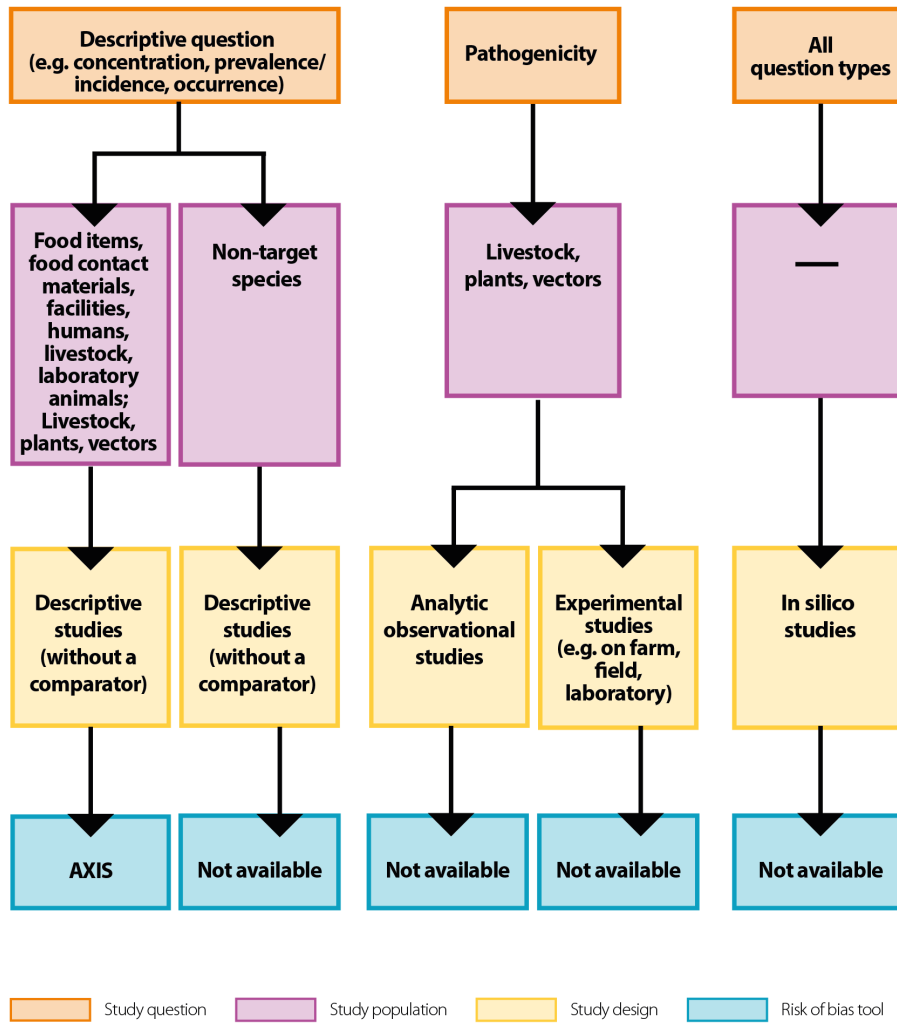 Descriptive question
(e.g. concentration, prevalence/
incidence, occurrence)
Pathogenicity
All
question types
Food items,
food contact
materials,
facilities,
humans,
livestock,
laboratory
animals;
Livestock,
plants, vectors
Non-target
species
Livestock,
plants, vectors
—
Descriptive
studies
(without a
comparator)
Descriptive
studies
(without a
comparator)
Analytic
observational
studies
Experimental
studies
(e.g. on farm,
field,
laboratory)
In silico
studies
AXIS
Not available
Not available
Not available
Not available
Study question
Study population
Study design
Risk of bias tool